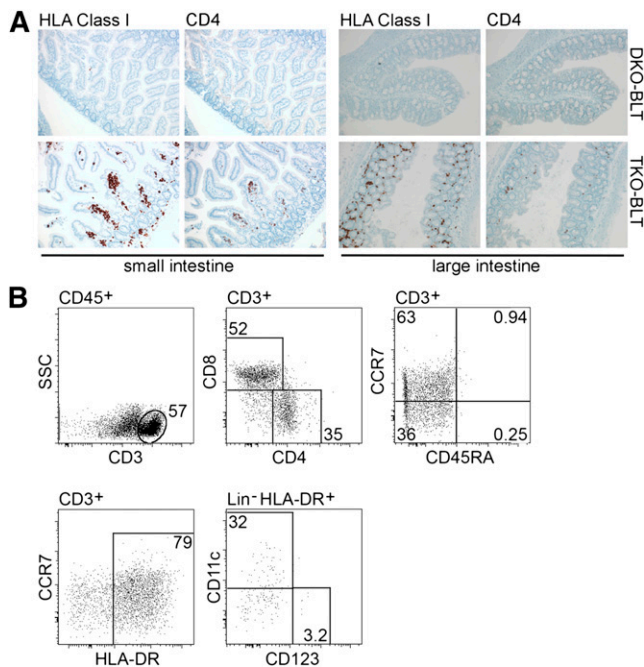 A
HLA Class I CD4 HLA Class I CD4
DKO-BLT
TKO-BLT
small intestine large intestine
B
CD45+ CD3+ CD3+
SSC
57
CD3
CD8
52
35
CD4
CCR7
63 0.94
36 0.25
CD45RA
CD3+ Lin- HLA-DR+
CCR7
79
HLA-DR
CD11c
32
3.2
CD123